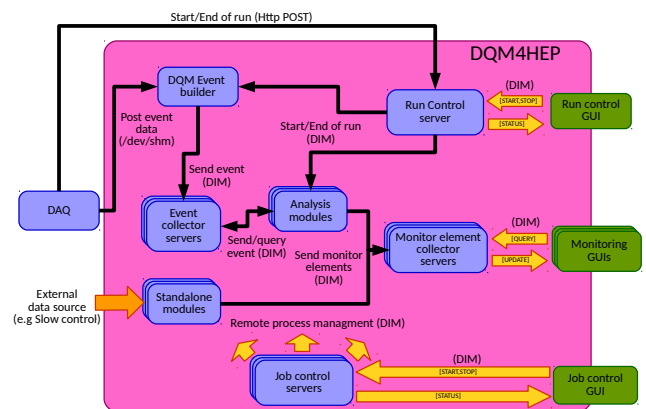 Start/End of run (Http POST)
DQM4HEP
DQM Event
builder
(DIM)
[START,STOP]
[STATUS]
Run Control
server
Run control
GUI
Post event
data
(/dev/shm)
Start/End of run
(DIM)
Send event
(DIM)
DAQ
Event
collector
servers
Analysis
modules
Send/query
event (DIM)
Send monitor
elements
(DIM)
Monitor element
collector
servers
(DIM)
[QUERY]
[UPDATE]
Monitoring
GUIs
External
data source
(e.g Slow control)
Standalone
modules
Remote process managment (DIM)
Job control
servers
(DIM)
[START,STOP]
[STATUS]
Job control
GUI